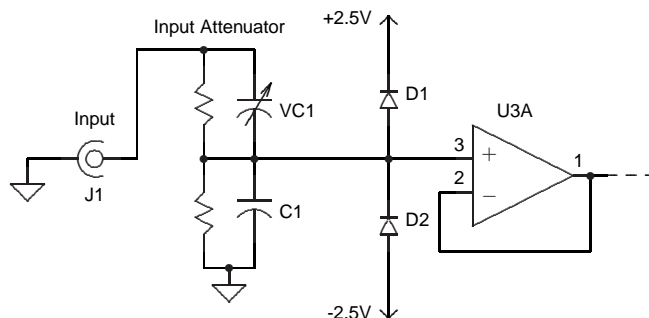 +2.5V
Input Attenuator
D1
VC1
U3A
Input
3
+
1
2
−
J1
C1
D2
-2.5V